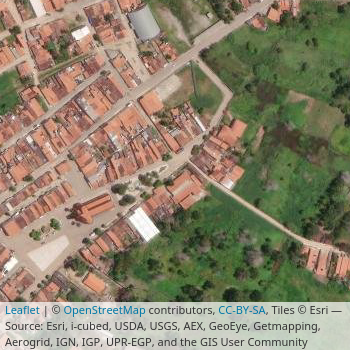 Leaflet | © OpenStreetMap contributors, CC-BY-SA, Tiles © Esri —
Source: Esri, i-cubed, USDA, USGS, AEX, GeoEye, Getmapping,
Aerogrid, IGN, IGP, UPR-EGP, and the GIS User Community